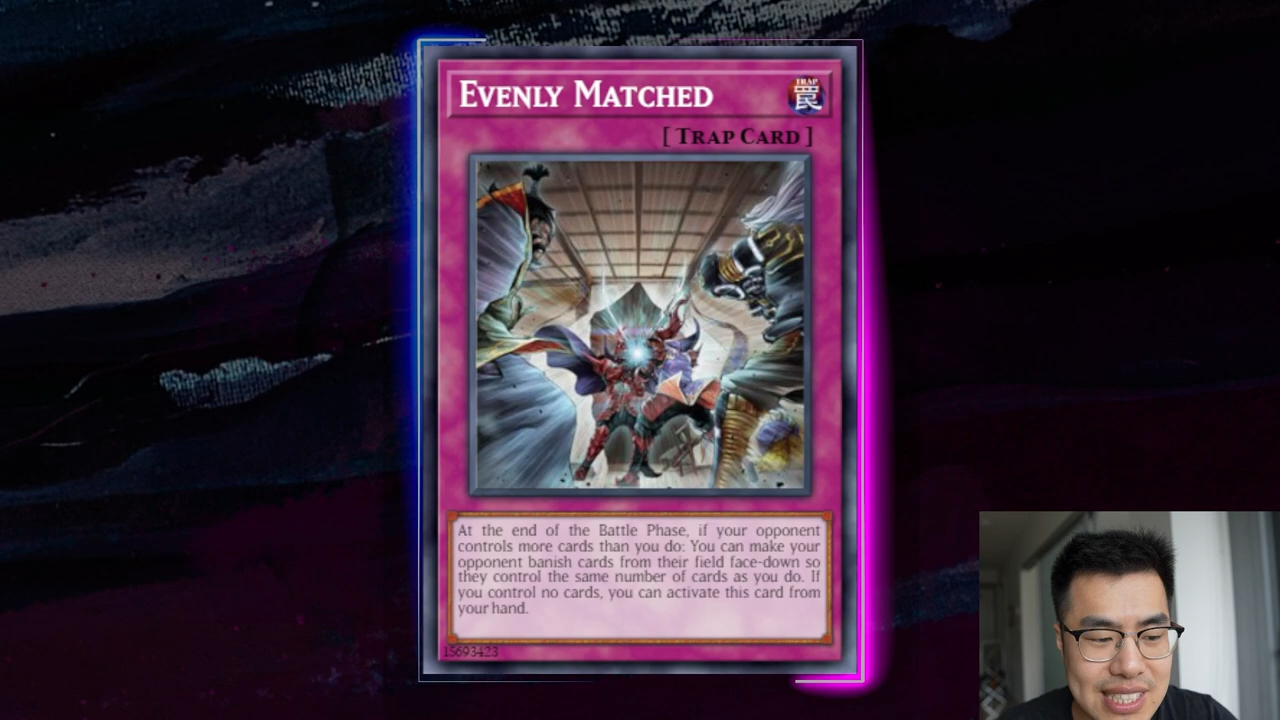 EVENLY MATCHED
TRAP
罠
[ TRAP CARD ]
At the end of the Battle Phase, if your opponent
controls more cards than you do: You can make your
opponent banish cards from their field face-down so
they control the same number of cards as you do. If
you control no cards, you can activate this card from
your hand.
15693423